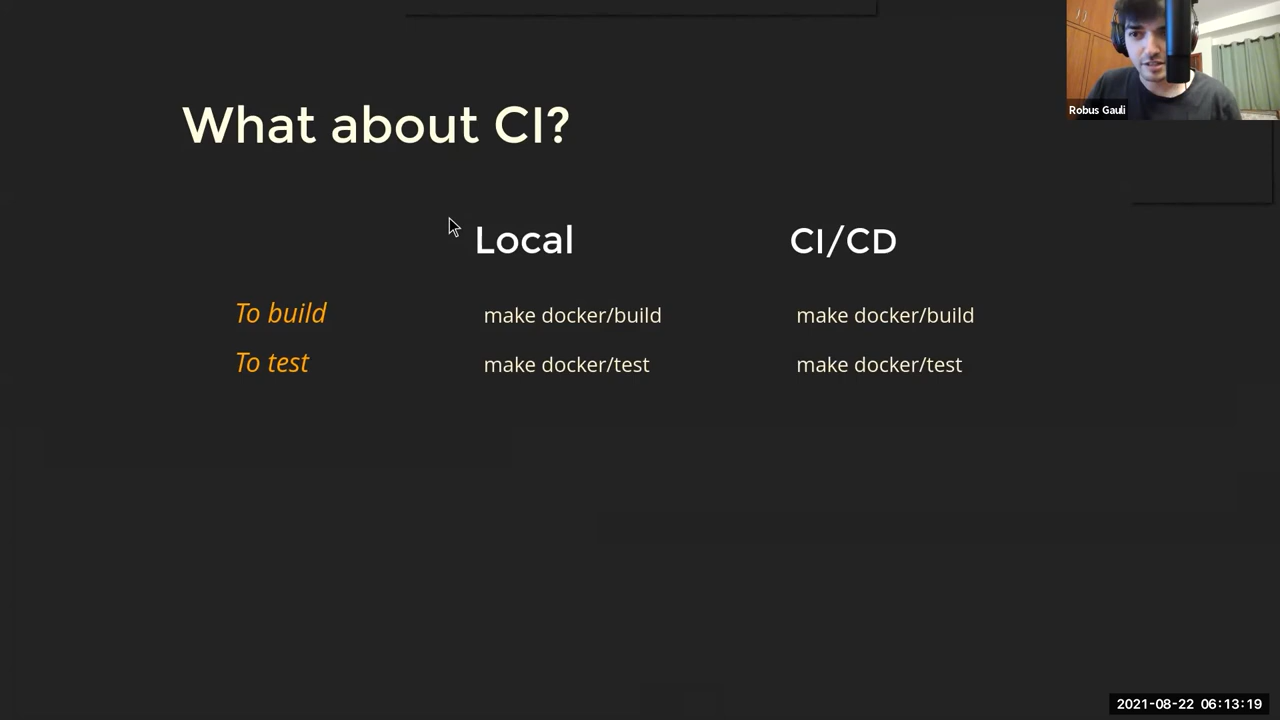 What about CI?
Robus Gauli
Local CI/CD
To build make docker/build make docker/build
To test make docker/test make docker/test
2021-08-22 06:13:19